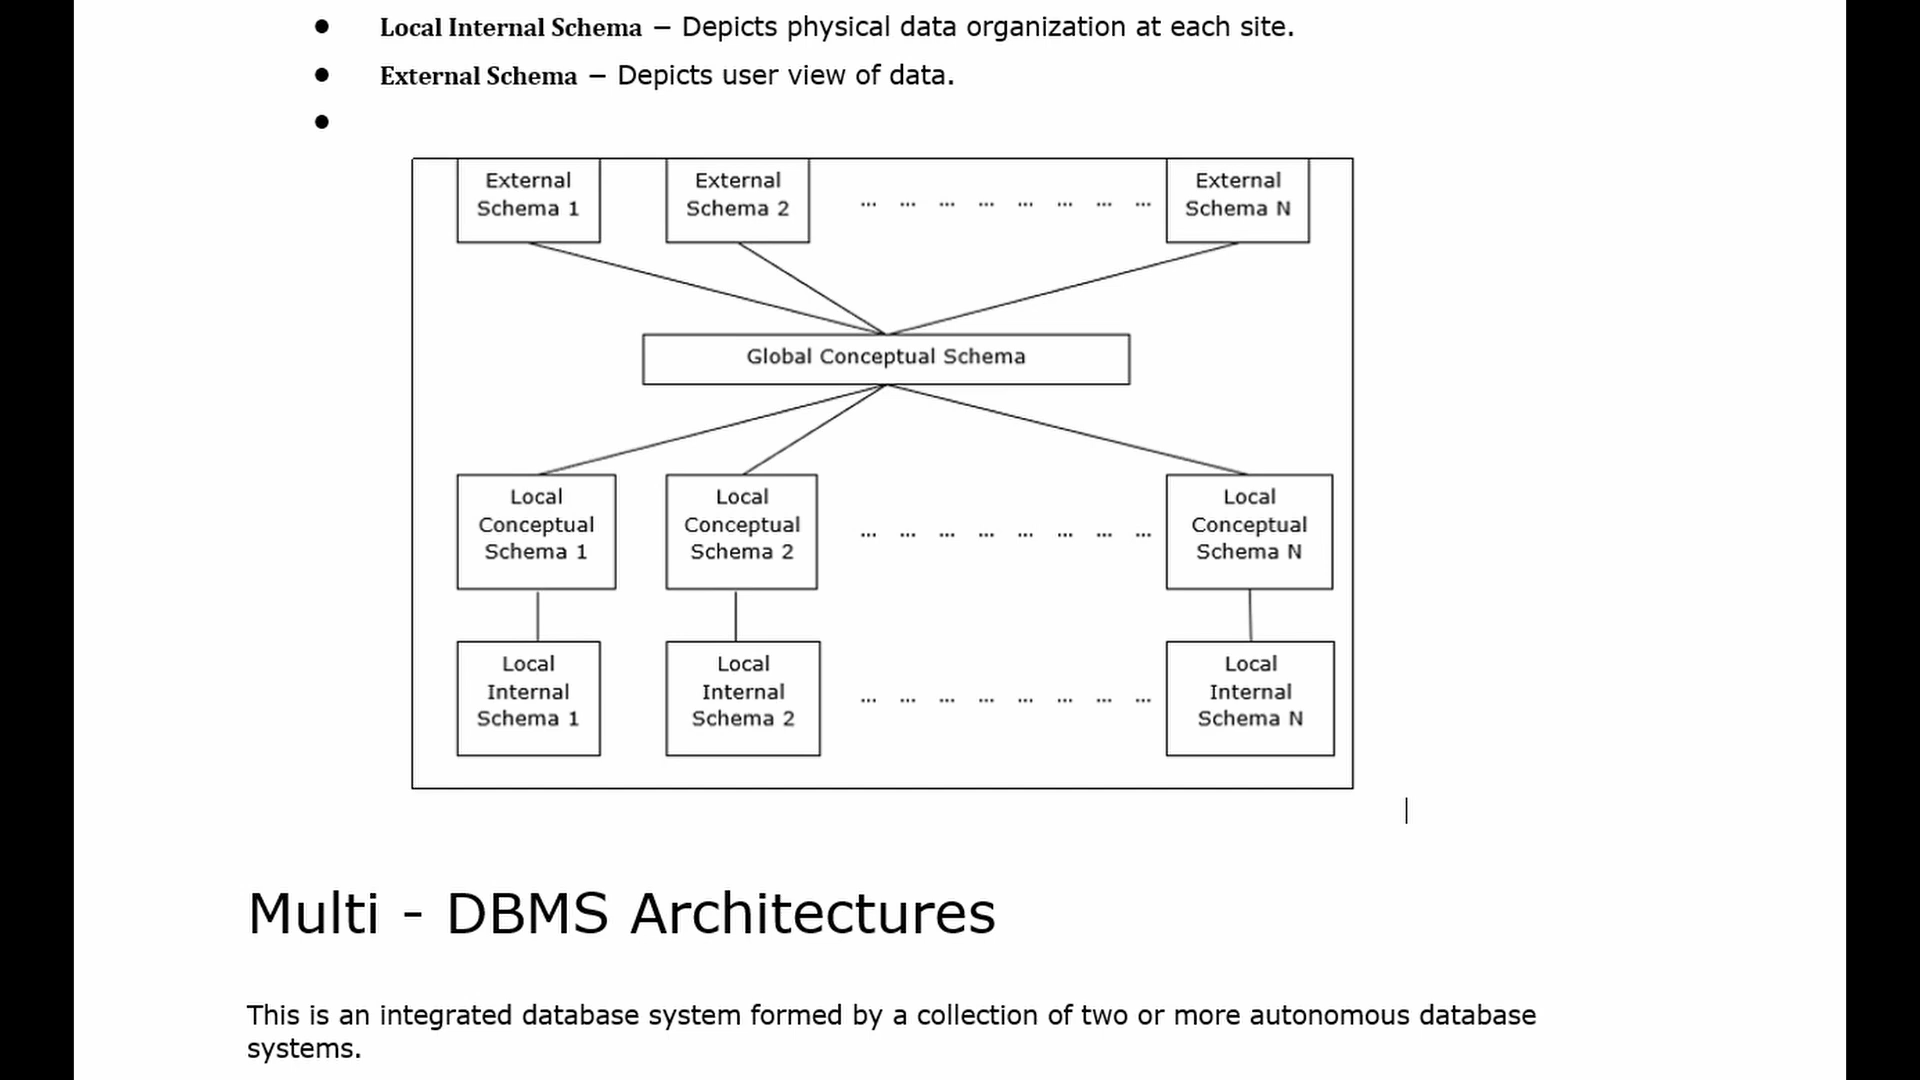 ● Local Internal Schema − Depicts physical data organization at each site.
● External Schema − Depicts user view of data.
●
External Schema 1
External Schema 2
... ... ... ... ... ... ... ...
External Schema N
Global Conceptual Schema
Local Conceptual Schema 1
Local Conceptual Schema 2
... ... ... ... ... ... ... ...
Local Conceptual Schema N
Local Internal Schema 1
Local Internal Schema 2
... ... ... ... ... ... ... ...
Local Internal Schema N
Multi - DBMS Architectures
This is an integrated database system formed by a collection of two or more autonomous database
systems.